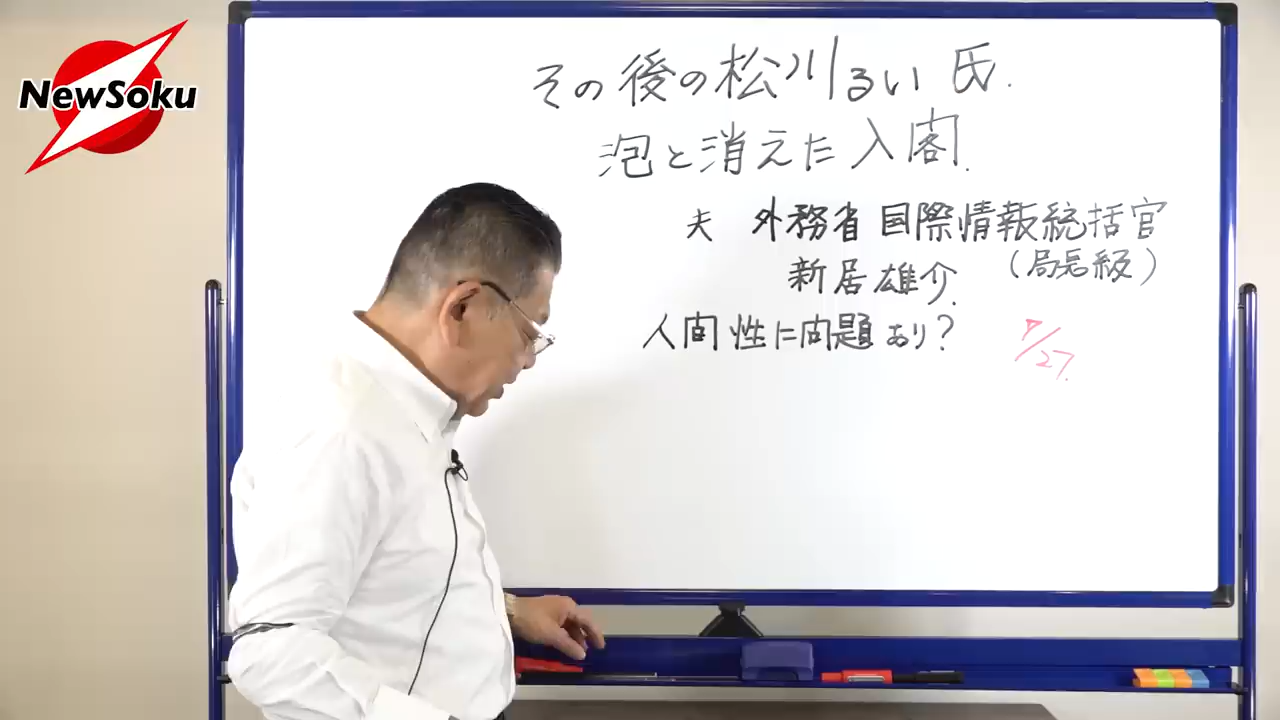 NewSoku
その後の松川るい氏.
泡と消えた入閣.
夫 外務省 国際情報統括官
新居雄介. (局長級)
人間性に問題あり?
7/27.